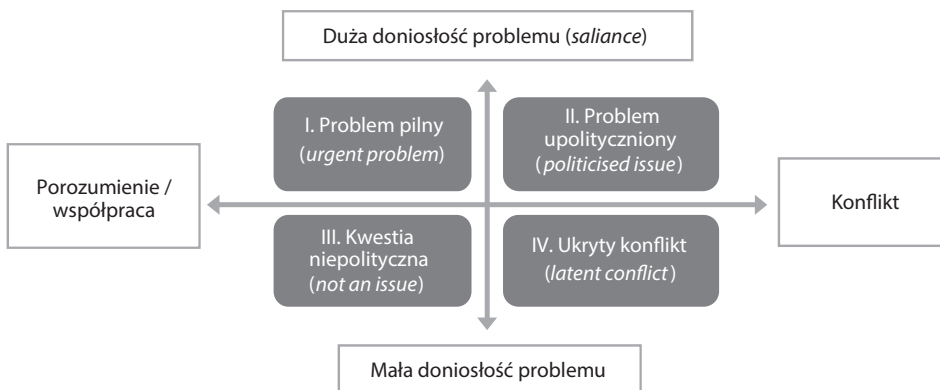 Duża doniosłość problemu (saliance)
I. Problem pilny
(urgent problem)
II. Problem
upolityczniony
(politicised issue)
Porozumienie /
współpraca
Konflikt
III. Kwestia
niepolityczna
(not an issue)
IV. Ukryty konflikt
(latent conflict)
Mała doniosłość problemu